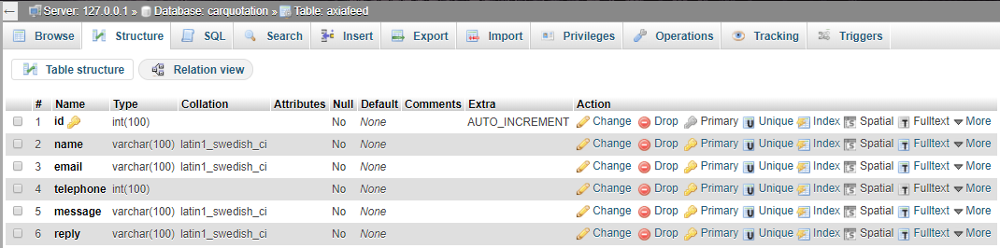 ← Server: 127.0.0.1 » Database: carquotation » Table: axiafeed
Browse Structure SQL Search Insert Export Import Privileges Operations Tracking Triggers
Table structure Relation view
# Name Type Collation Attributes Null Default Comments Extra Action
1 id int(100) No None AUTO_INCREMENT Change Drop Primary Unique Index Spatial Fulltext More
2 name varchar(100) latin1_swedish_ci No None Change Drop Primary Unique Index Spatial Fulltext More
3 email varchar(100) latin1_swedish_ci No None Change Drop Primary Unique Index Spatial Fulltext More
4 telephone int(100) No None Change Drop Primary Unique Index Spatial Fulltext More
5 message varchar(100) latin1_swedish_ci No None Change Drop Primary Unique Index Spatial Fulltext More
6 reply varchar(100) latin1_swedish_ci No None Change Drop Primary Unique Index Spatial Fulltext More